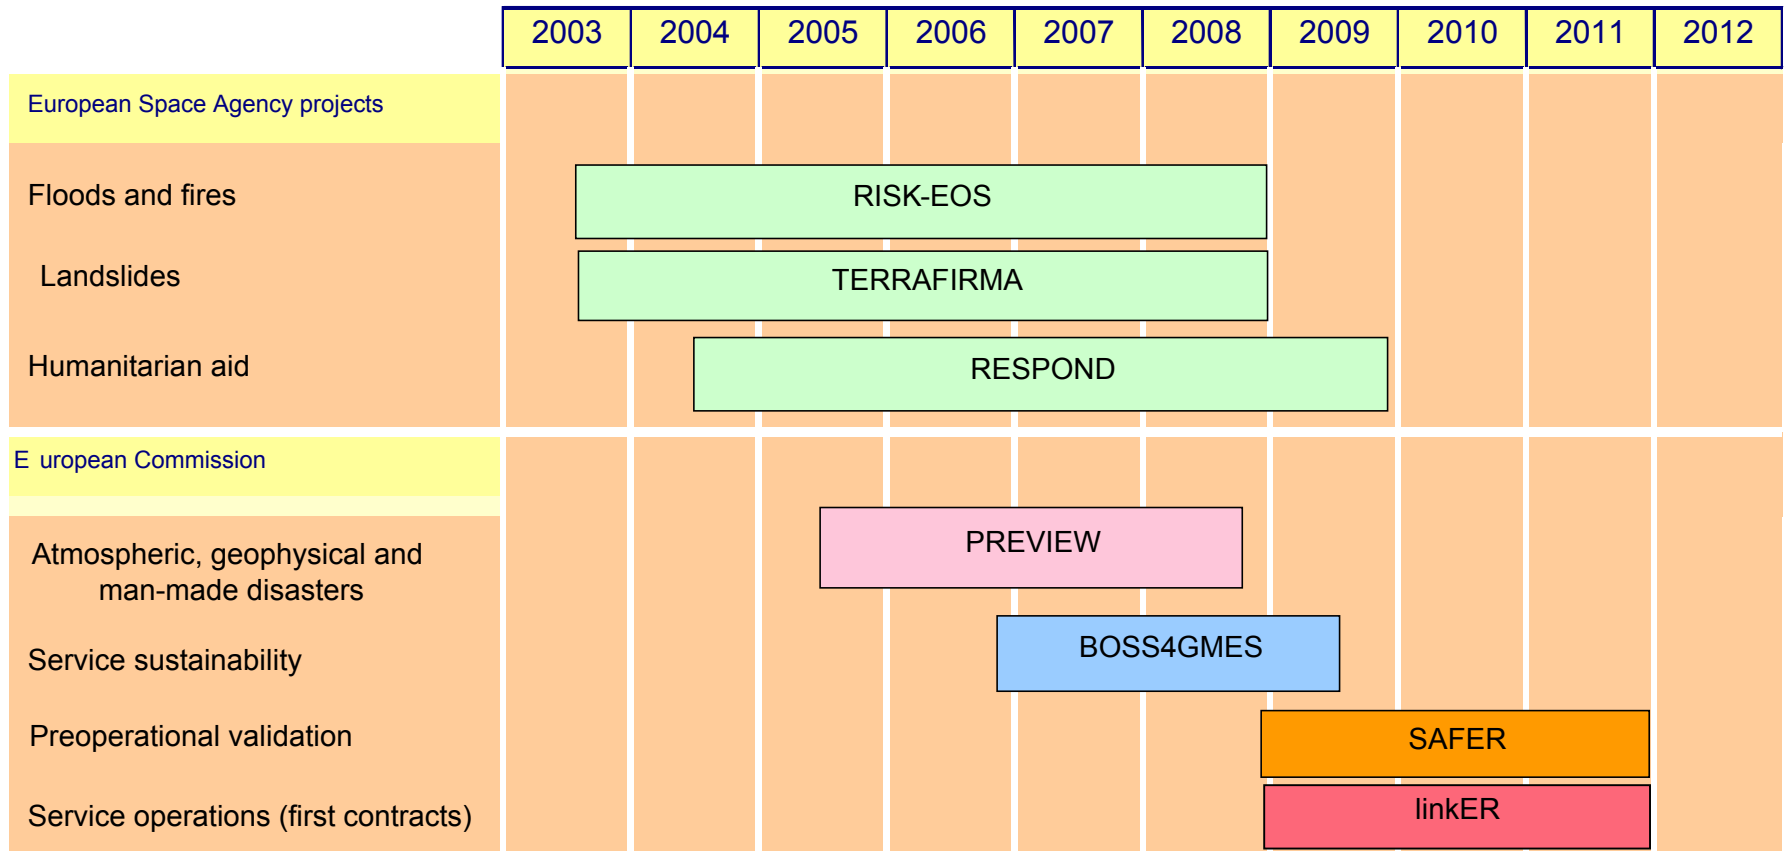 2003 2004 2005 2006 2007 2008 2009 2010 2011 2012
European Space Agency projects
Floods and fires RISK-EOS
Landslides TERRAFIRMA
Humanitarian aid RESPOND
E uropean Commission
Atmospheric, geophysical and PREVIEW
man-made disasters
Service sustainability BOSS4GMES
Preoperational validation SAFER
Service operations (first contracts) linkER